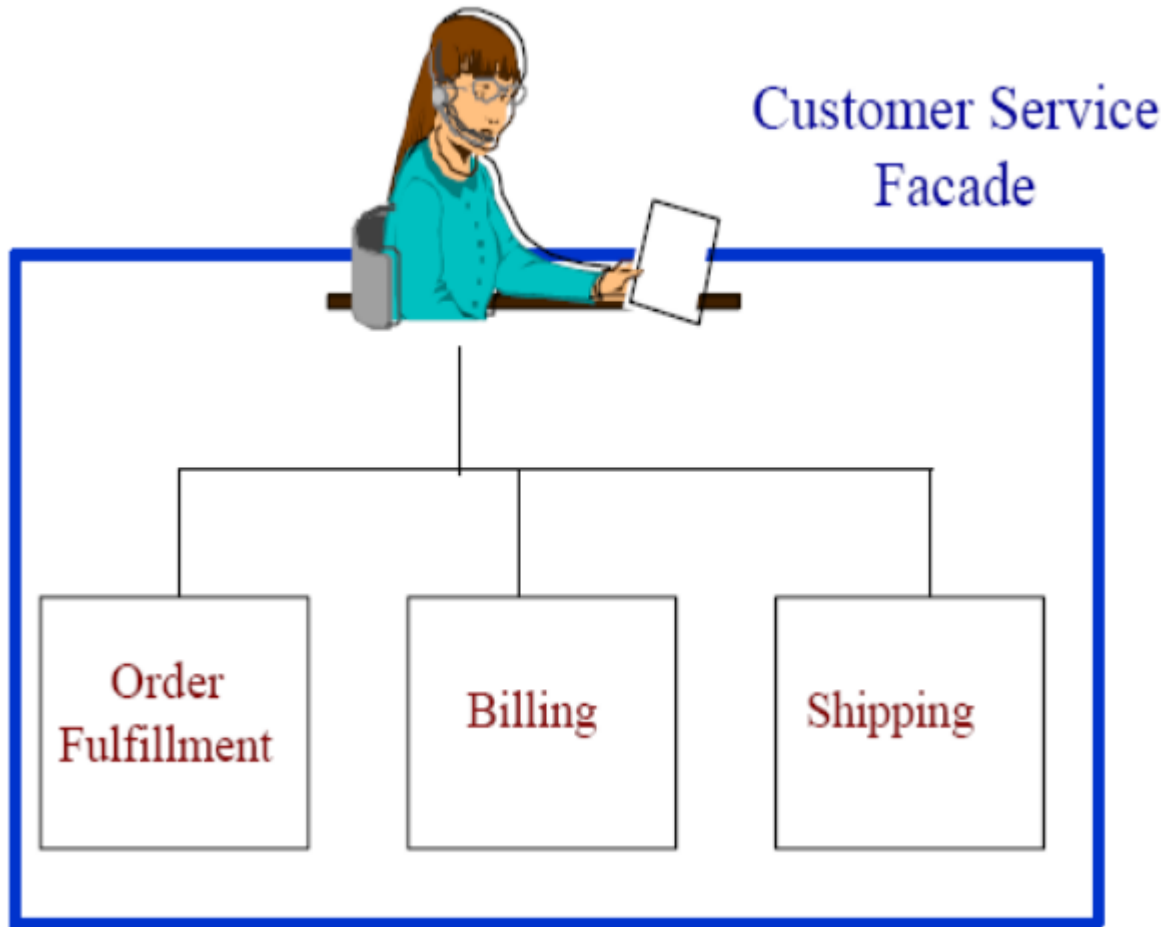 Customer Service
Facade
Order
Fulfillment
Billing
Shipping